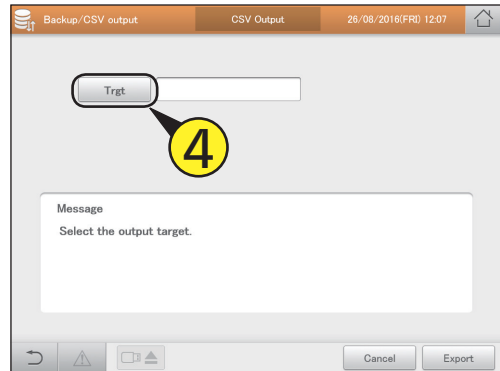 Backup/CSV output CSV Output 26/08/2016(FRI) 12:07
Trgt
4
Message
Select the output target.
Cancel Export